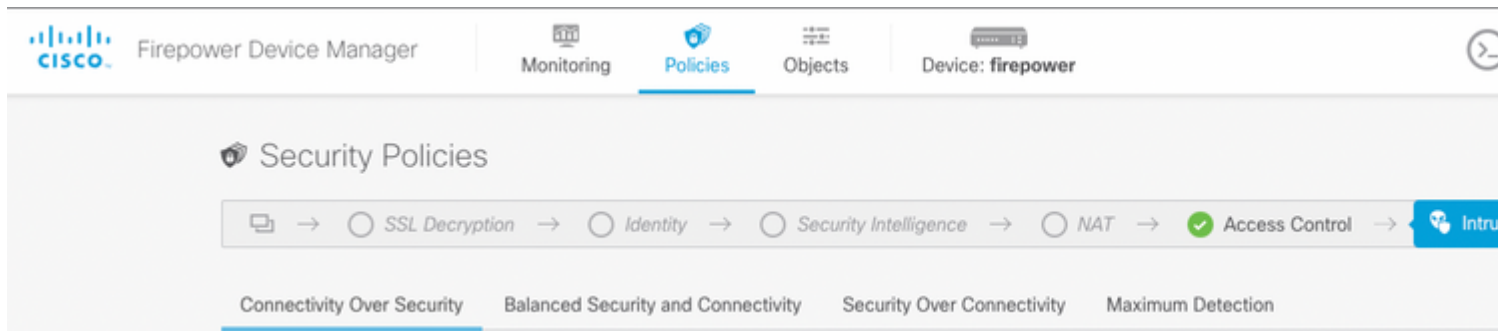 CISCO
Firepower Device Manager
Monitoring
Policies
Objects
Device: firepower
Security Policies
SSL Decryption
Identity
Security Intelligence
NAT
Access Control
Intru
Connectivity Over Security
Balanced Security and Connectivity
Security Over Connectivity
Maximum Detection